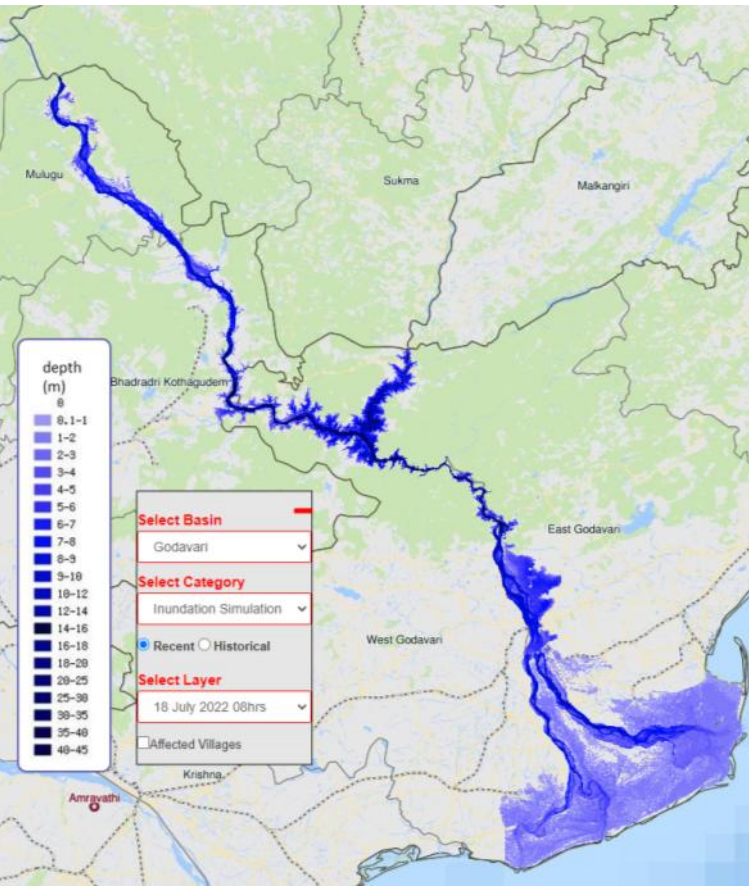 Mulugu
Sukma
Malkangiri
depth
(m)
0
0.1-1
1-2
2-3
3-4
4-5
5-6
6-7
7-8
8-9
9-10
10-12
12-14
14-16
16-18
18-20
20-25
25-30
30-35
35-40
40-45
Bhadradri Kothagudem
Select Basin
Godavari
Select Category
Inundation Simulation
Recent Historical
Select Layer
18 July 2022 08hrs
Affected Villages
East Godavari
West Godavari
Krishna
Amravathi